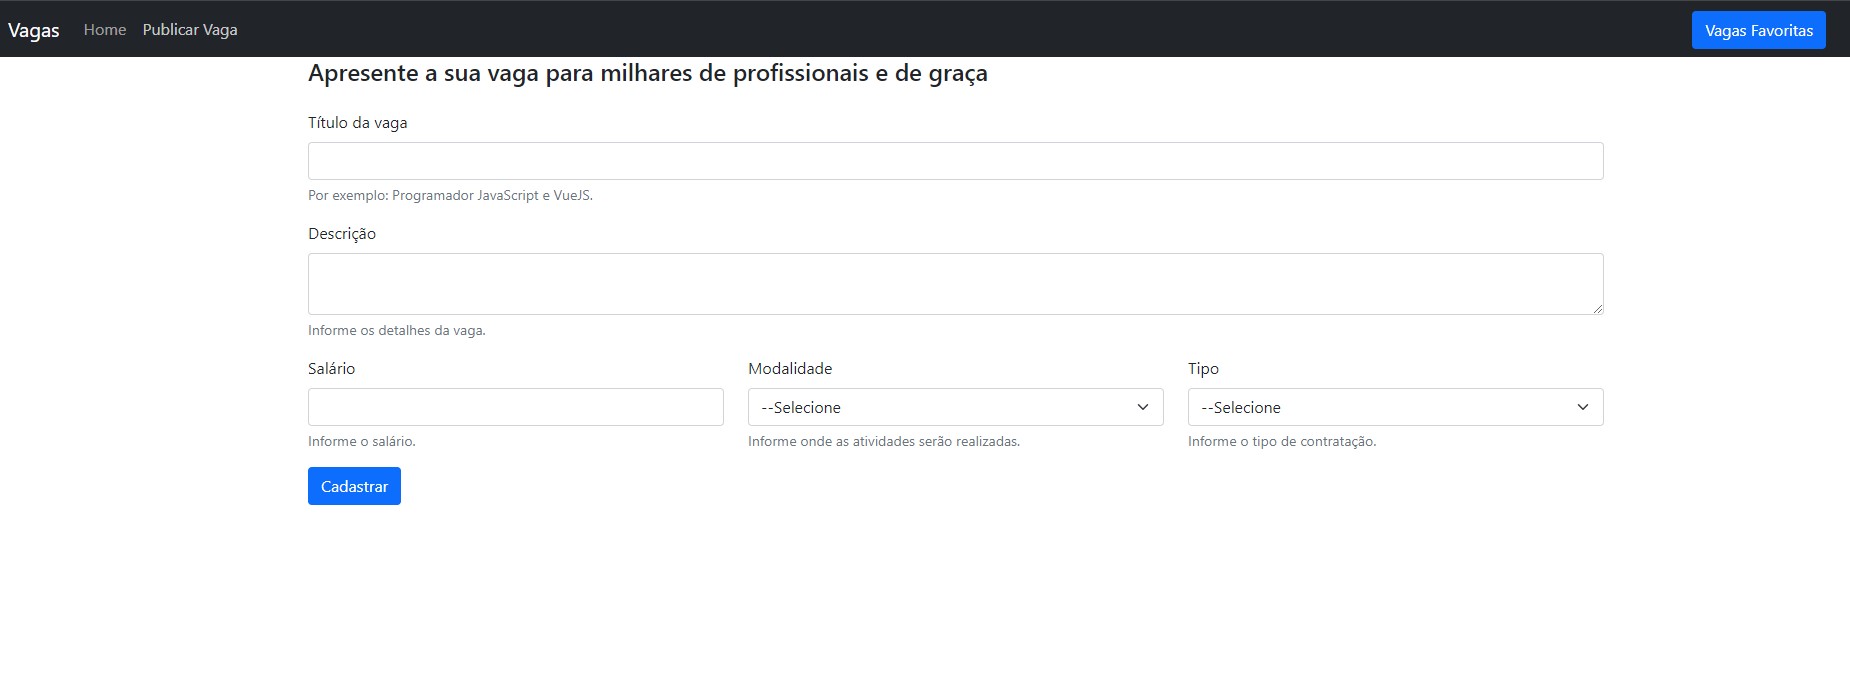 Vagas Home Publicar Vaga Vagas Favoritas
Apresente a sua vaga para milhares de profissionais e de graça
Título da vaga
Por exemplo: Programador JavaScript e VueJS.
Descrição
Informe os detalhes da vaga.
Salário Modalidade Tipo
--Selecione --Selecione
Informe o salário. Informe onde as atividades serão realizadas. Informe o tipo de contratação.
Cadastrar